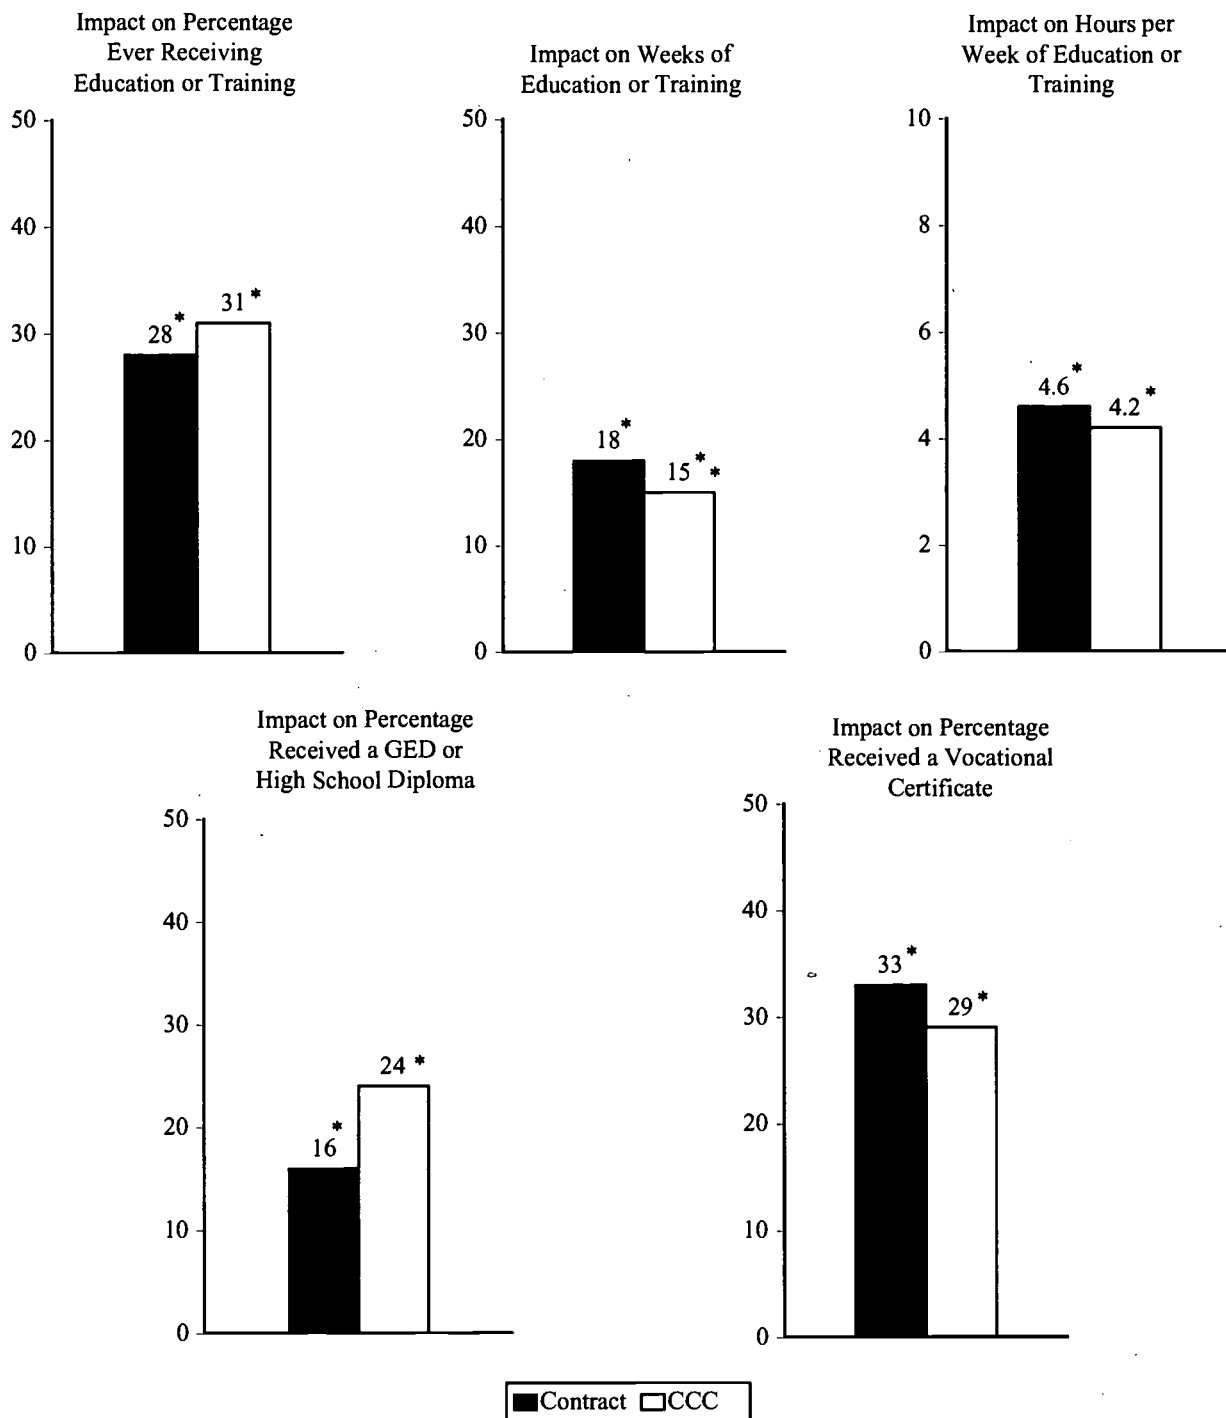 Impact on Percentage
Ever Receiving
Education or Training
50
40
30
20
10
0
28*
31*
Impact on Weeks of
Education or Training
50
40
30
20
10
0
18*
15**
Impact on Hours per
Week of Education or
Training
10
8
6
4
2
0
4.6*
4.2*
Impact on Percentage
Received a GED or
High School Diploma
50
40
30
20
10
0
16*
24*
Impact on Percentage
Received a Vocational
Certificate
50
40
30
20
10
0
33*
29*
Contract CCC